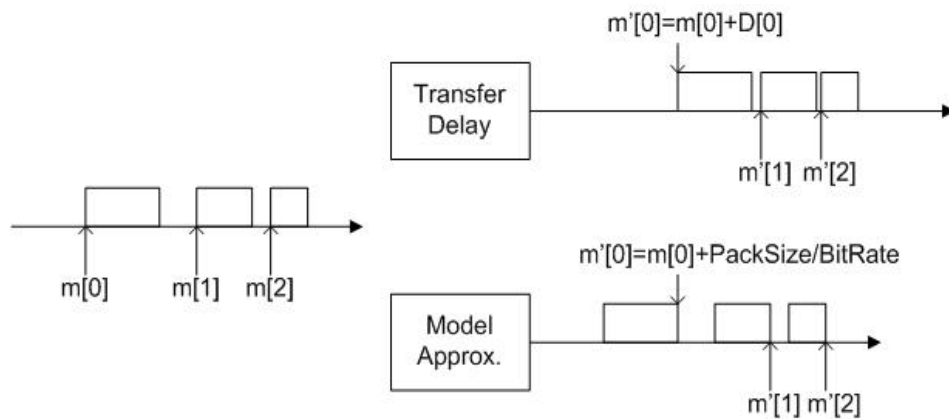 m'[0]=m[0]+D[0]
Transfer
Delay
m'[1]
m'[2]
m[0]
m[1]
m[2]
m'[0]=m[0]+PackSize/BitRate
Model
Approx.
m'[1]
m'[2]